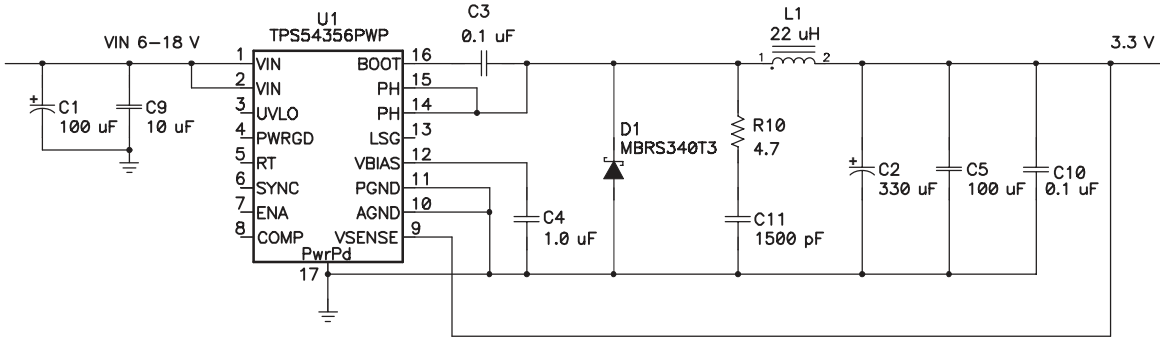 VIN 6-18 V
U1
TPS54356PWP
C3
0.1 uF
L1
22 uH
1 2
3.3 V
1 VIN BOOT 16
2 VIN PH 15
3 UVLO PH 14
4 PWRGD LSG 13
5 RT VBIAS 12
6 SYNC PGND 11
7 ENA AGND 10
8 COMP VSENSE 9
PwrPd
17
+ C1
100 uF
C9
10 uF
C4
1.0 uF
D1
MBRS340T3
R10
4.7
C11
1500 pF
+ C2
330 uF
C5
100 uF
C10
0.1 uF